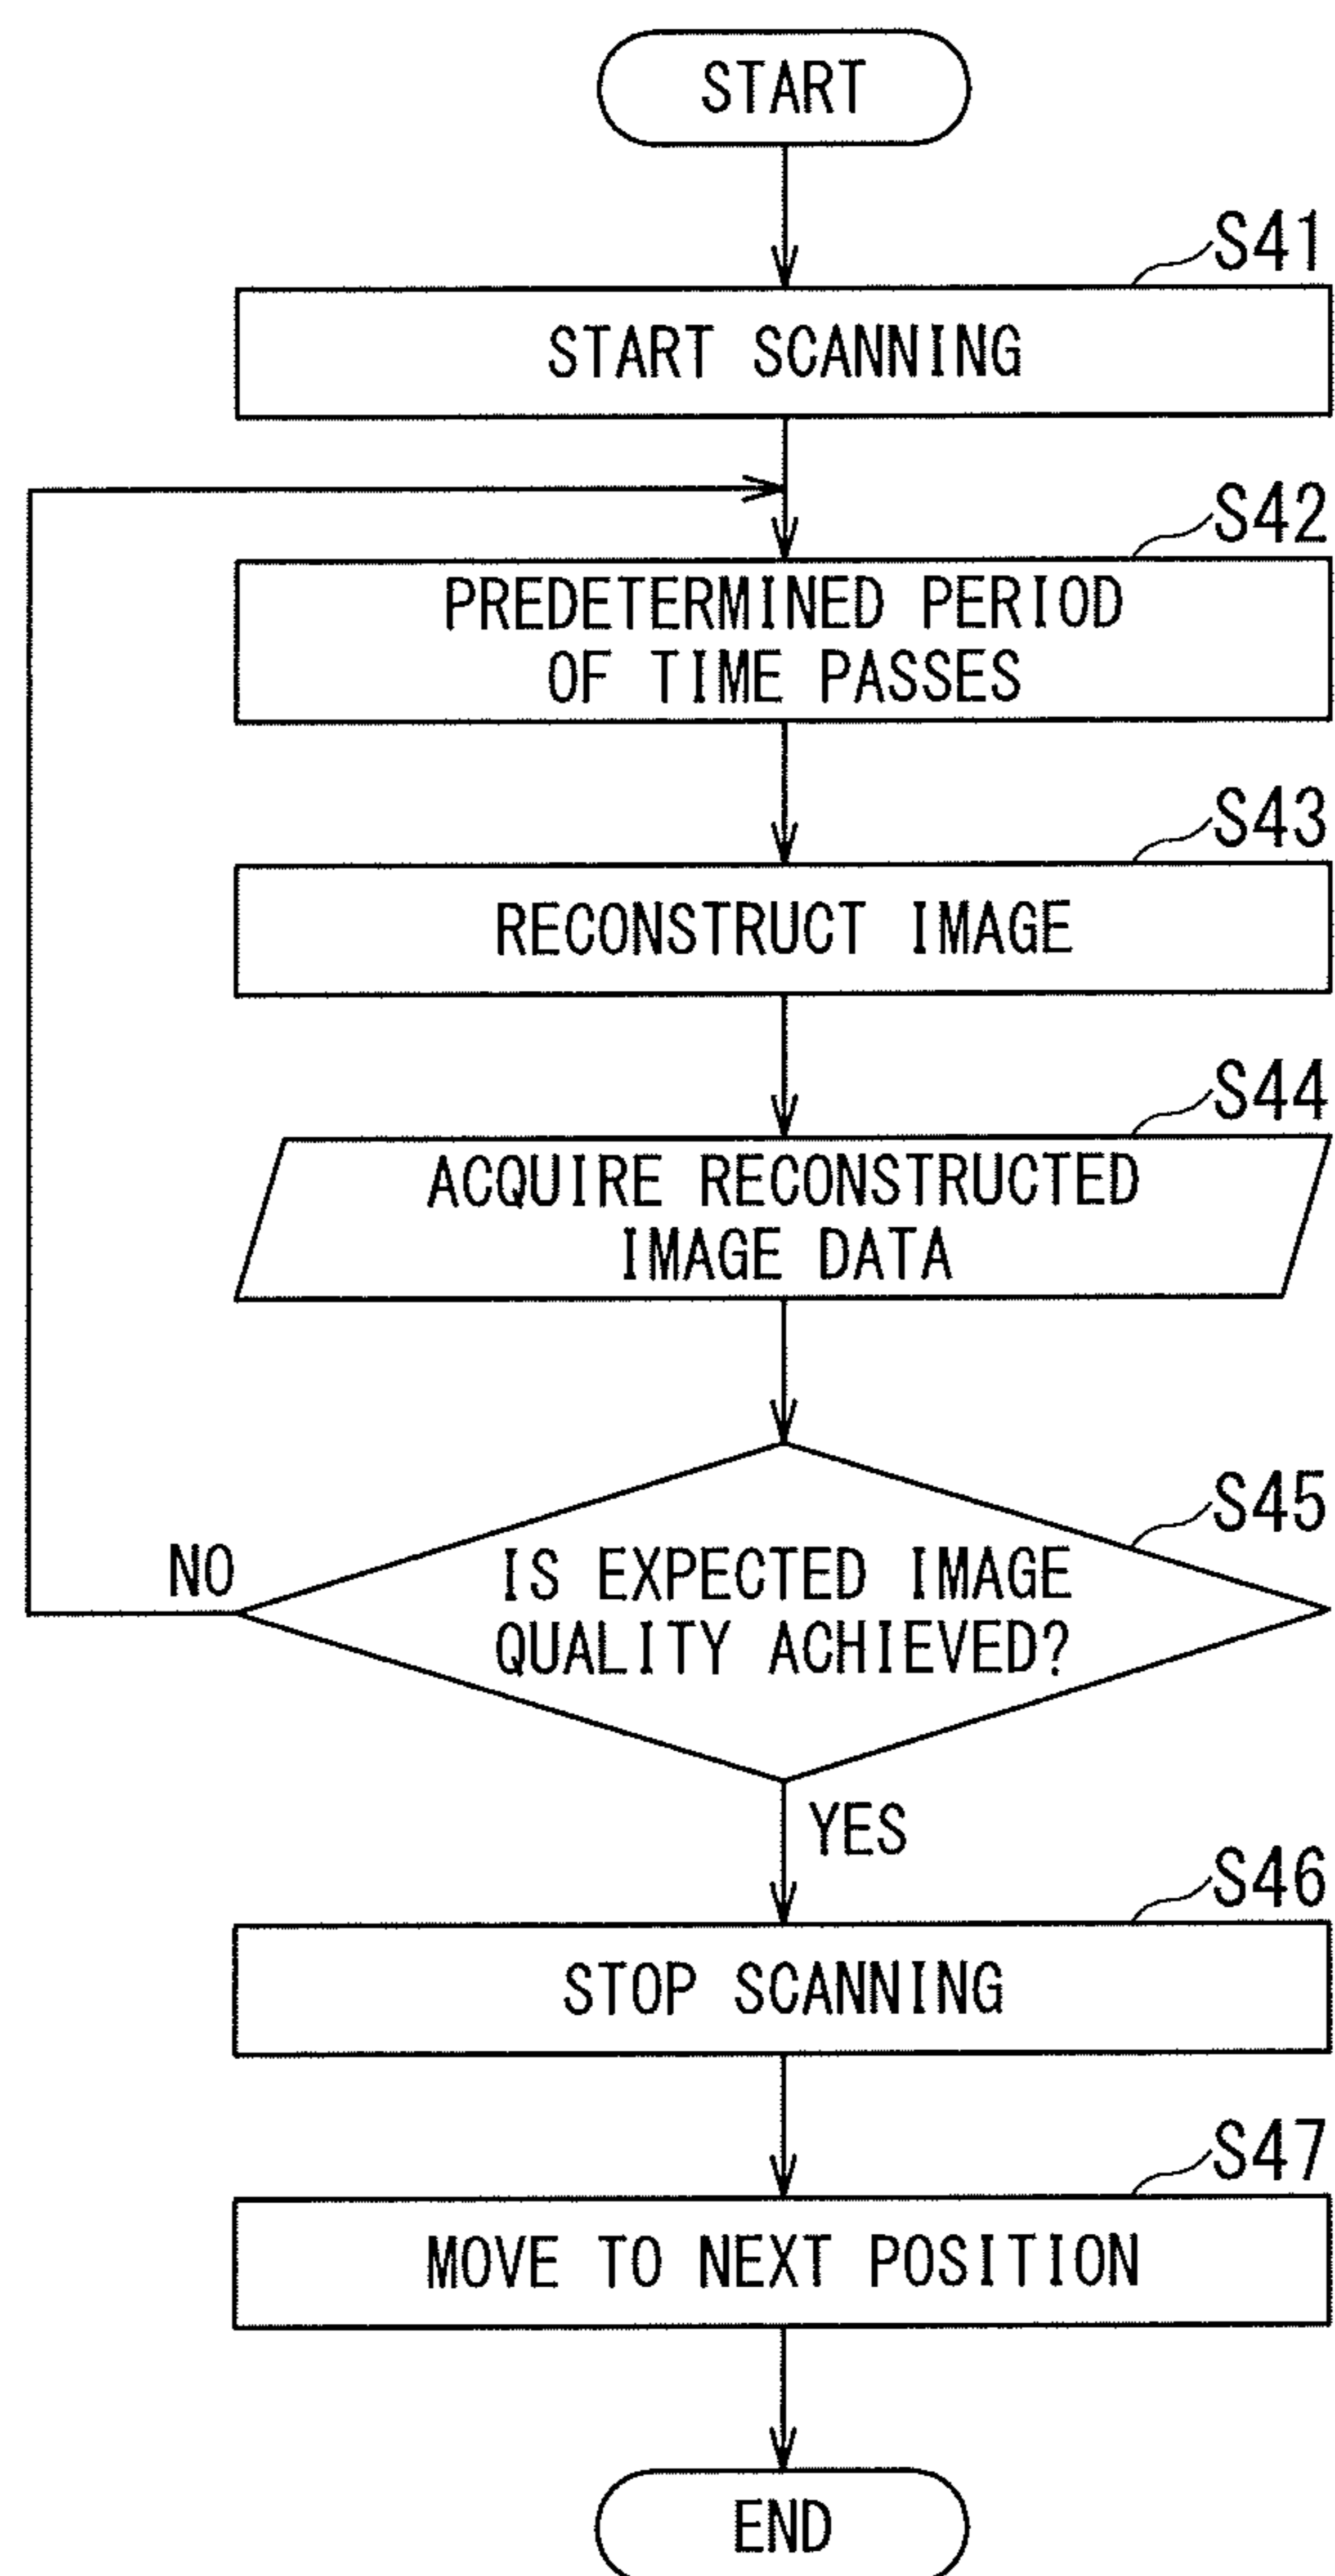 START
S41
START SCANNING
S42
PREDETERMINED PERIOD
OF TIME PASSES
S43
RECONSTRUCT IMAGE
S44
ACQUIRE RECONSTRUCTED
IMAGE DATA
S45
IS EXPECTED IMAGE
QUALITY ACHIEVED?
NO
YES
S46
STOP SCANNING
S47
MOVE TO NEXT POSITION
END